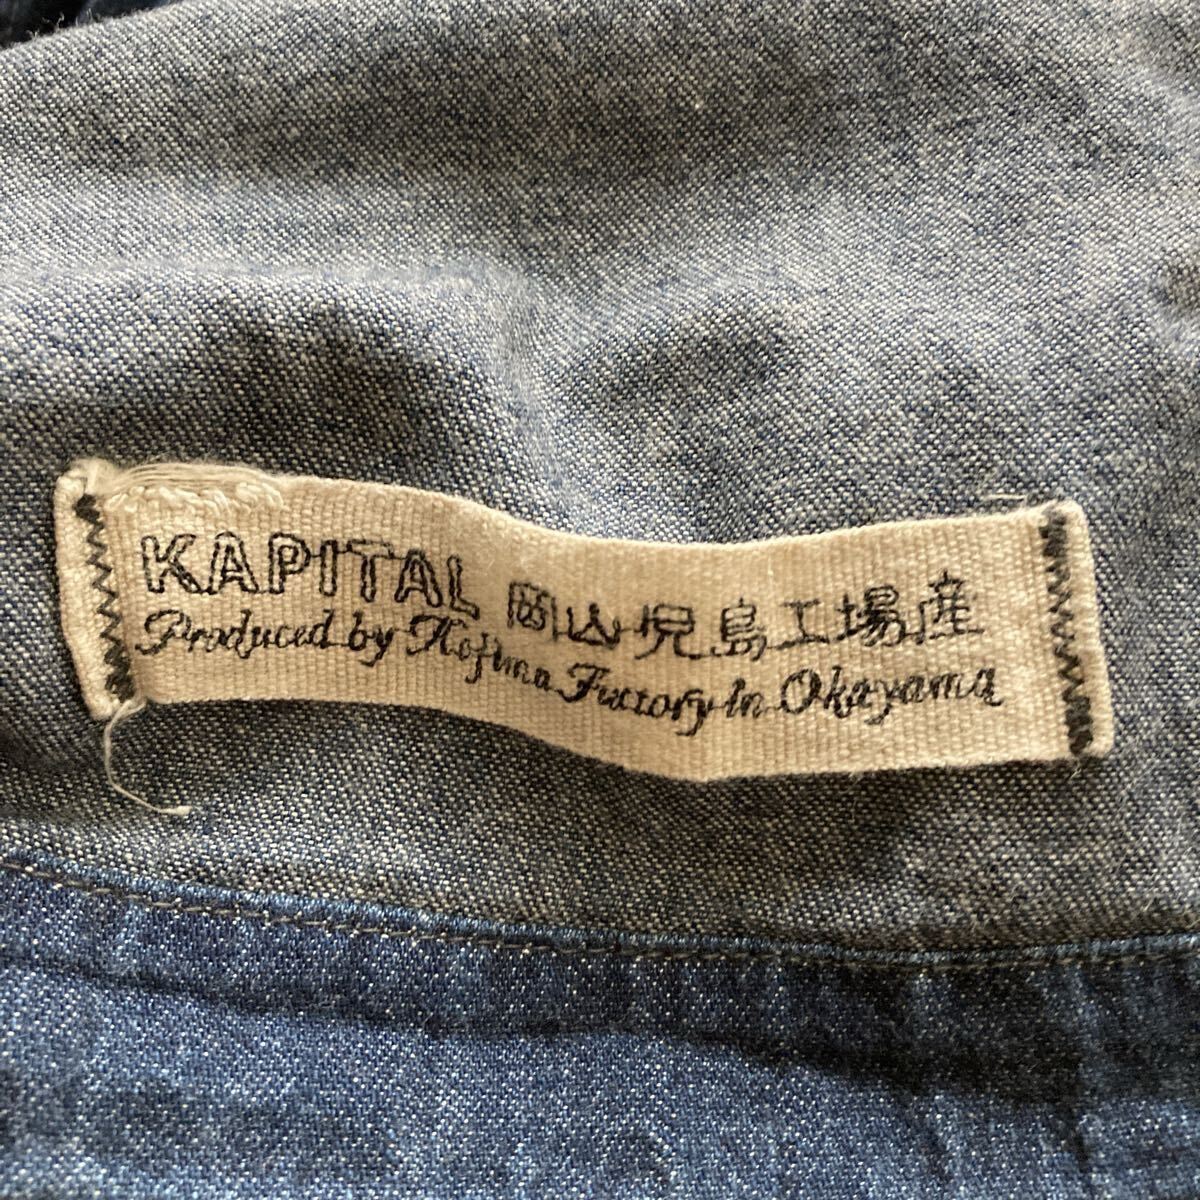 KAPITAL 岡山児島工場産
Produced by Kojima Factory In Okayama